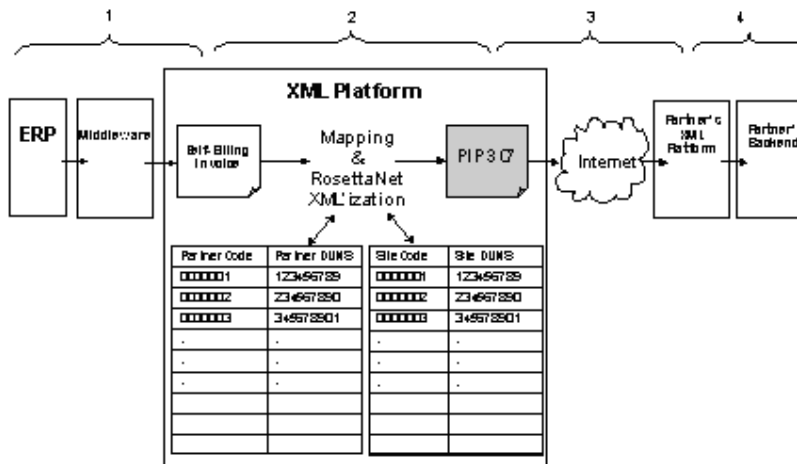 1 2 3 4
XML Platform
ERP
Middleware
Self-Billing
Invoice
Mapping
&
RosettaNet
XML'ization
PIP3C7
Internet
Partner's
XML
Platform
Partner'
Backend
Partner Code Partner DUNS
0000001 123456789
0000002 234567890
0000003 345678901
. .
. .
. .
Site Code Site DUNS
0000001 123456789
0000002 234567890
0000003 345678901
. .
. .
. .